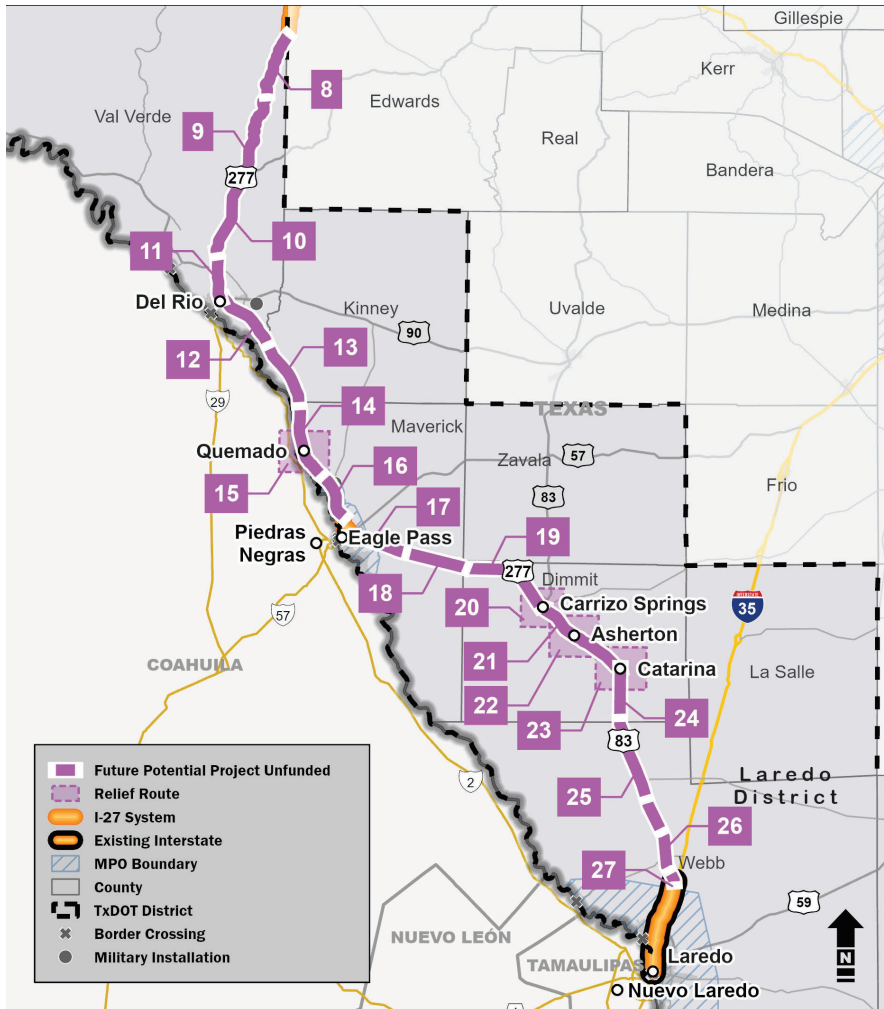 Gillespie
Kerr
8
Edwards
Val Verde
9
Real
Bandera
277
10
11
Del Rio
Kinney
Uvalde
Medina
90
12
13
29
14
TEXAS
Maverick
Quemado
Zavala
57
16
15
83
Frio
17
Piedras
Negras
Eagle Pass
19
18
277
Dimmit
20
Carrizo Springs
INTERSTATE
35
57
Asherton
21
COAHUILA
Catarina
La Salle
22
23
24
83
2
25
Laredo
District
26
27
Webb
59
NUEVO LEÓN
TAMAULIPAS
Laredo
Nuevo Laredo
N
Future Potential Project Unfunded
Relief Route
I-27 System
Existing Interstate
MPO Boundary
County
TxDOT District
Border Crossing
Military Installation